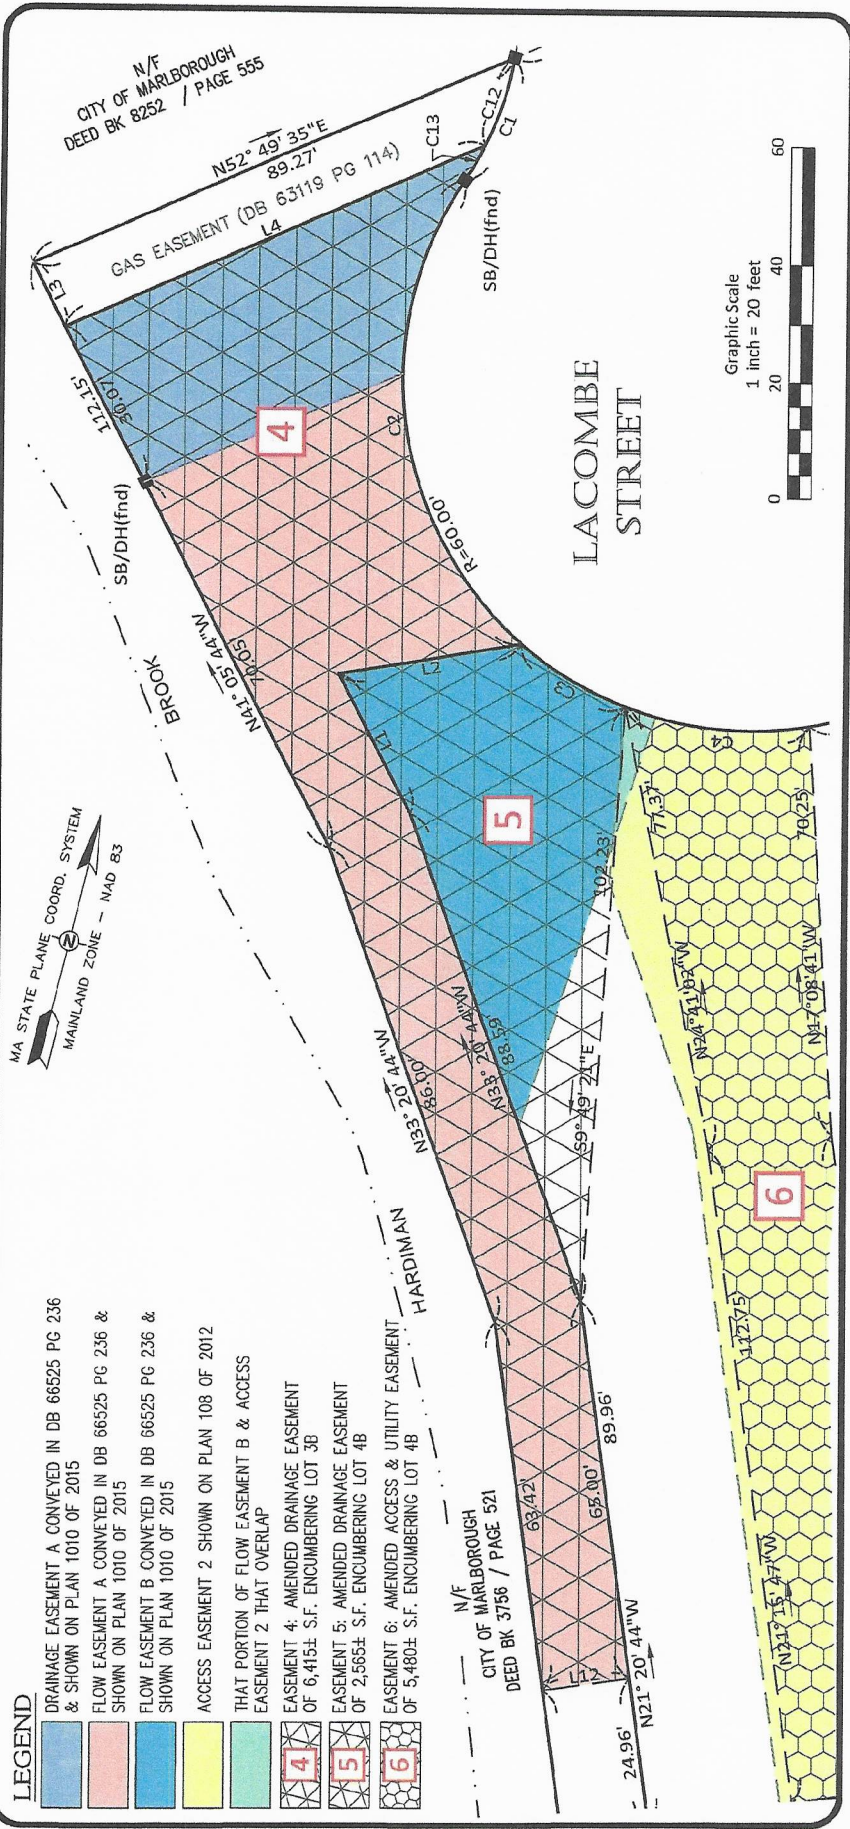 LEGEND
DRAINAGE EASEMENT A CONVEYED IN DB 66525 PG 236
& SHOWN ON PLAN 1010 OF 2015
FLOW EASEMENT A CONVEYED IN DB 66525 PG 236 &
SHOWN ON PLAN 1010 OF 2015
FLOW EASEMENT B CONVEYED IN DB 66525 PG 236 &
SHOWN ON PLAN 1010 OF 2015
ACCESS EASEMENT 2 SHOWN ON PLAN 108 OF 2012
THAT PORTION OF FLOW EASEMENT B & ACCESS
EASEMENT 2 THAT OVERLAP
4
EASEMENT 4: AMENDED DRAINAGE EASEMENT
OF 6,415± S.F. ENCUMBERING LOT 3B
5
EASEMENT 5: AMENDED DRAINAGE EASEMENT
OF 2,565± S.F. ENCUMBERING LOT 4B
6
EASEMENT 6: AMENDED ACCESS & UTILITY EASEMENT
OF 5,480± S.F. ENCUMBERING LOT 4B
MA STATE PLANE COORD. SYSTEM
N
MAINLAND ZONE - NAD 83
N/F
CITY OF MARLBOROUGH
DEED BK 8252 / PAGE 555
N52° 49' 35"E
89.27'
GAS EASEMENT (DB 63119 PG 114)
L4
L3
C13
C12
C1
112.15'
30.07'
SB/DH(fnd)
SB/DH(fnd)
4
C2
R=60.00'
N41° 05' 44"W
70.05'
BROOK
HARDIMAN
L2
L1
C3
5
102.23'
C4
77.37'
70.25'
N33° 20' 44"W
86.00'
N33° 20' 44"W
88.59'
S9° 49' 21"E
N24°41'02"W
N17°08'41"W
6
N/F
CITY OF MARLBOROUGH
DEED BK 3756 / PAGE 521
63.42'
65.00'
89.96'
L12
24.96'
N21° 20' 44"W
112.75'
N21° 15' 47"W
LACOMBE
STREET
Graphic Scale
1 inch = 20 feet
0 20 40 60